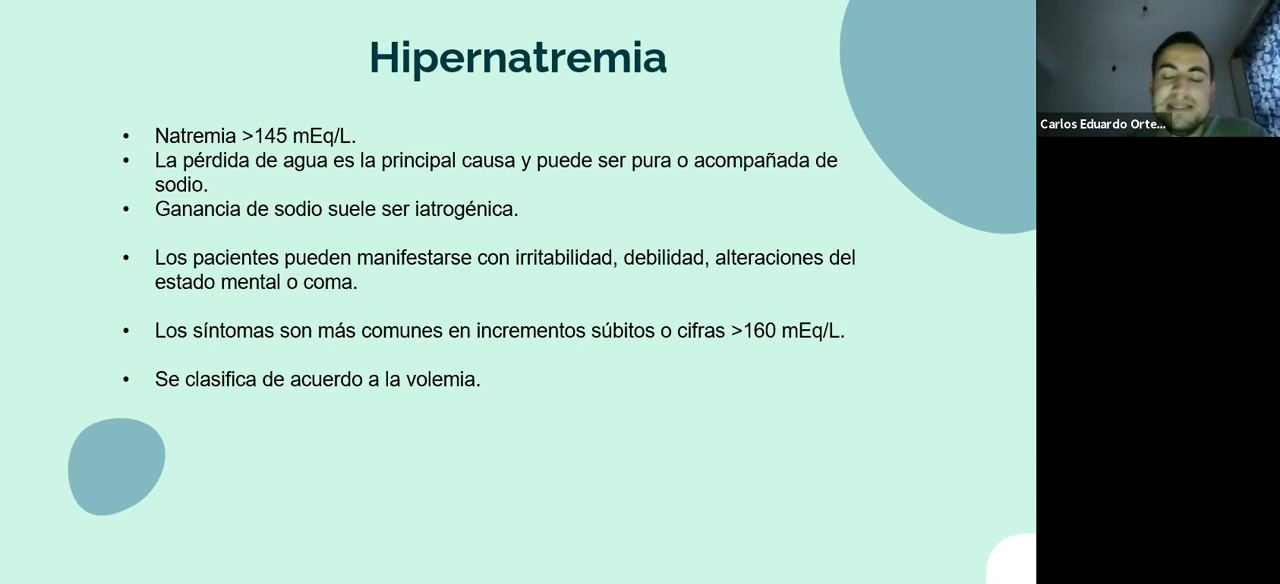 Hipernatremia
• Natremia >145 mEq/L.
• La pérdida de agua es la principal causa y puede ser pura o acompañada de
sodio.
• Ganancia de sodio suele ser iatrogénica.
• Los pacientes pueden manifestarse con irritabilidad, debilidad, alteraciones del
estado mental o coma.
• Los síntomas son más comunes en incrementos súbitos o cifras >160 mEq/L.
• Se clasifica de acuerdo a la volemia.
Carlos Eduardo Orte...